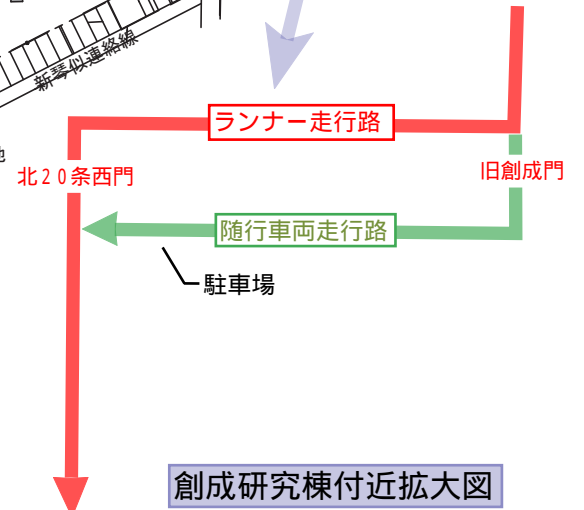 新琴似連絡線
ランナー走行路
北20条西門
旧創成門
随行車両走行路
駐車場
創成研究棟付近拡大図